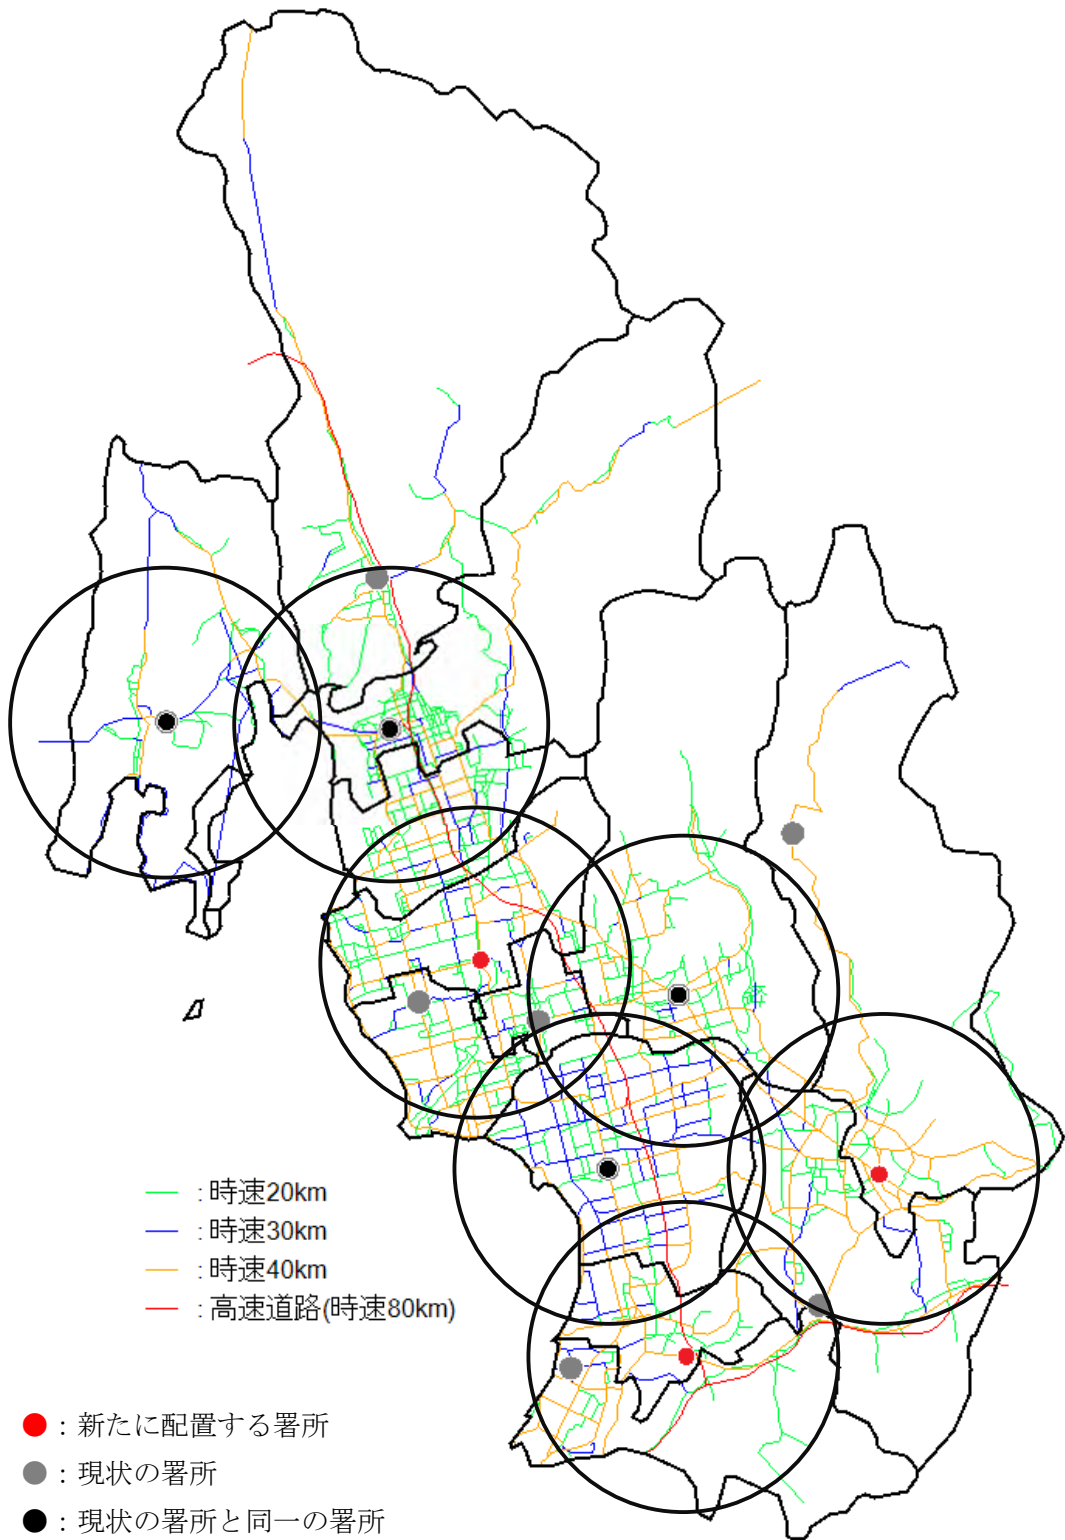 : 時速20km
: 時速30km
: 時速40km
: 高速道路(時速80km)
：新たに配置する署所
：現状の署所
：現状の署所と同一の署所